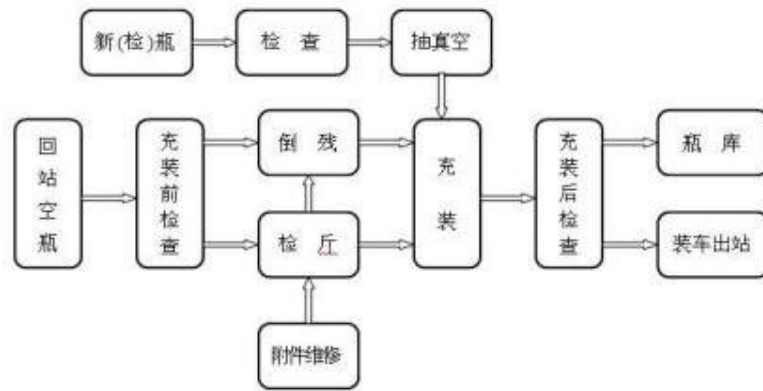 新(检)瓶
检 查
抽真空
回站空瓶
充装前检查
倒 残
充装
充装后检查
瓶 库
检 斤
装车出站
附件维修